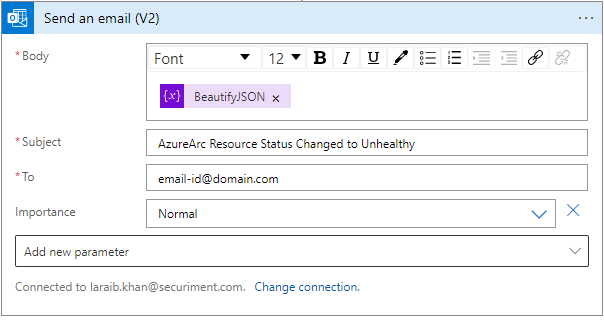 Send an email (V2)
* Body
Font 12 B I U
{x} BeautifyJSON ×
* Subject
AzureArc Resource Status Changed to Unhealthy
* To
email-id@domain.com
Importance
Normal
Add new parameter
Connected to laraib.khan@securiment.com. Change connection.